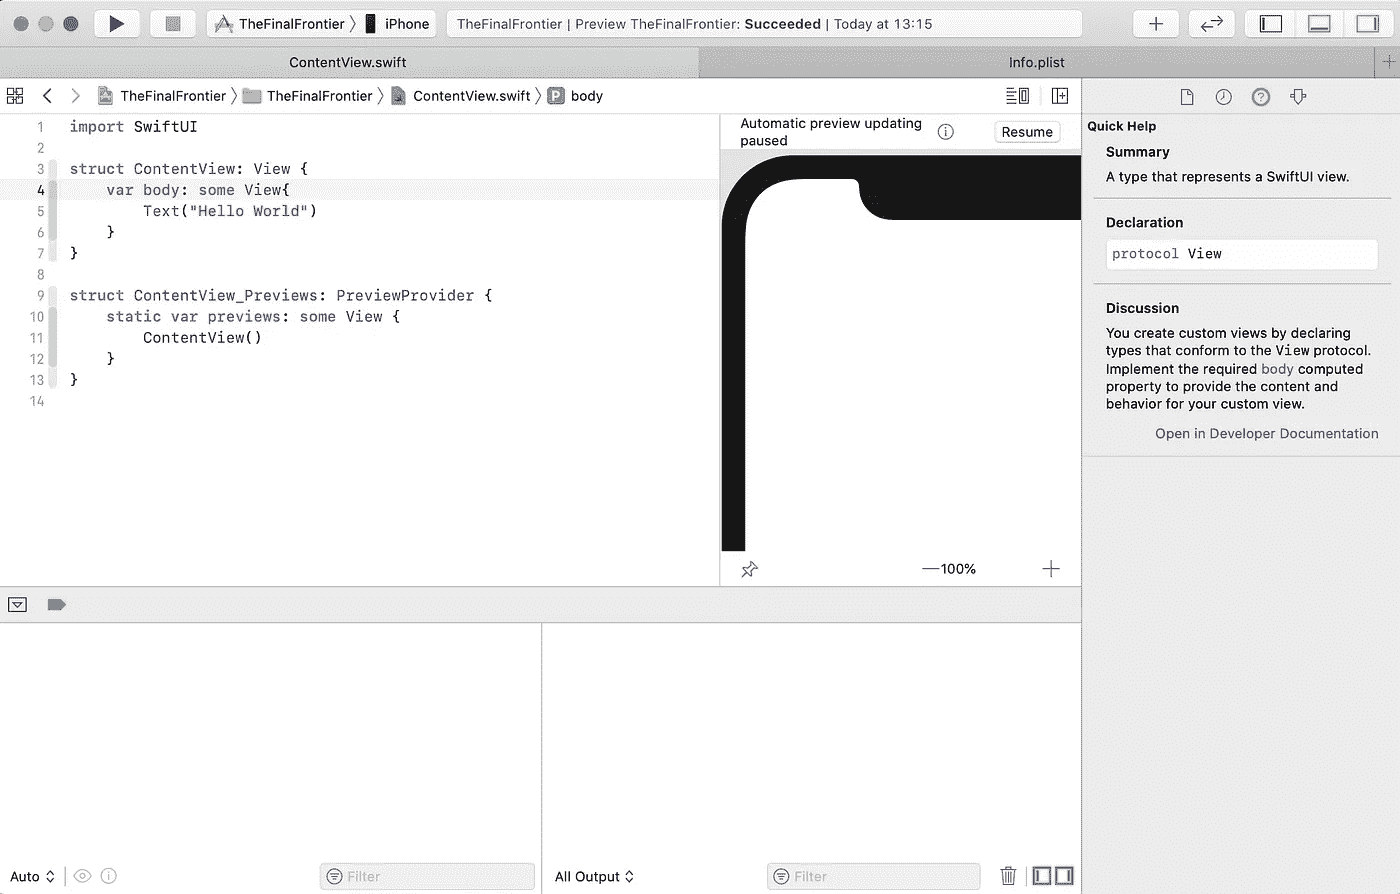 TheFinalFrontier 〉 iPhone
TheFinalFrontier | Preview TheFinalFrontier: Succeeded | Today at 13:15
ContentView.swift
Info.plist
TheFinalFrontier 〉 TheFinalFrontier 〉 ContentView.swift 〉 P body
1 import SwiftUI
2
3 struct ContentView: View {
4 var body: some View{
5 Text("Hello World")
6 }
7 }
8
9 struct ContentView_Previews: PreviewProvider {
10 static var previews: some View {
11 ContentView()
12 }
13 }
14
Automatic preview updating
paused
Resume
100%
Quick Help
Summary
A type that represents a SwiftUI view.
Declaration
protocol View
Discussion
You create custom views by declaring
types that conform to the View protocol.
Implement the required body computed
property to provide the content and
behavior for your custom view.
Open in Developer Documentation
Auto
Filter
All Output
Filter